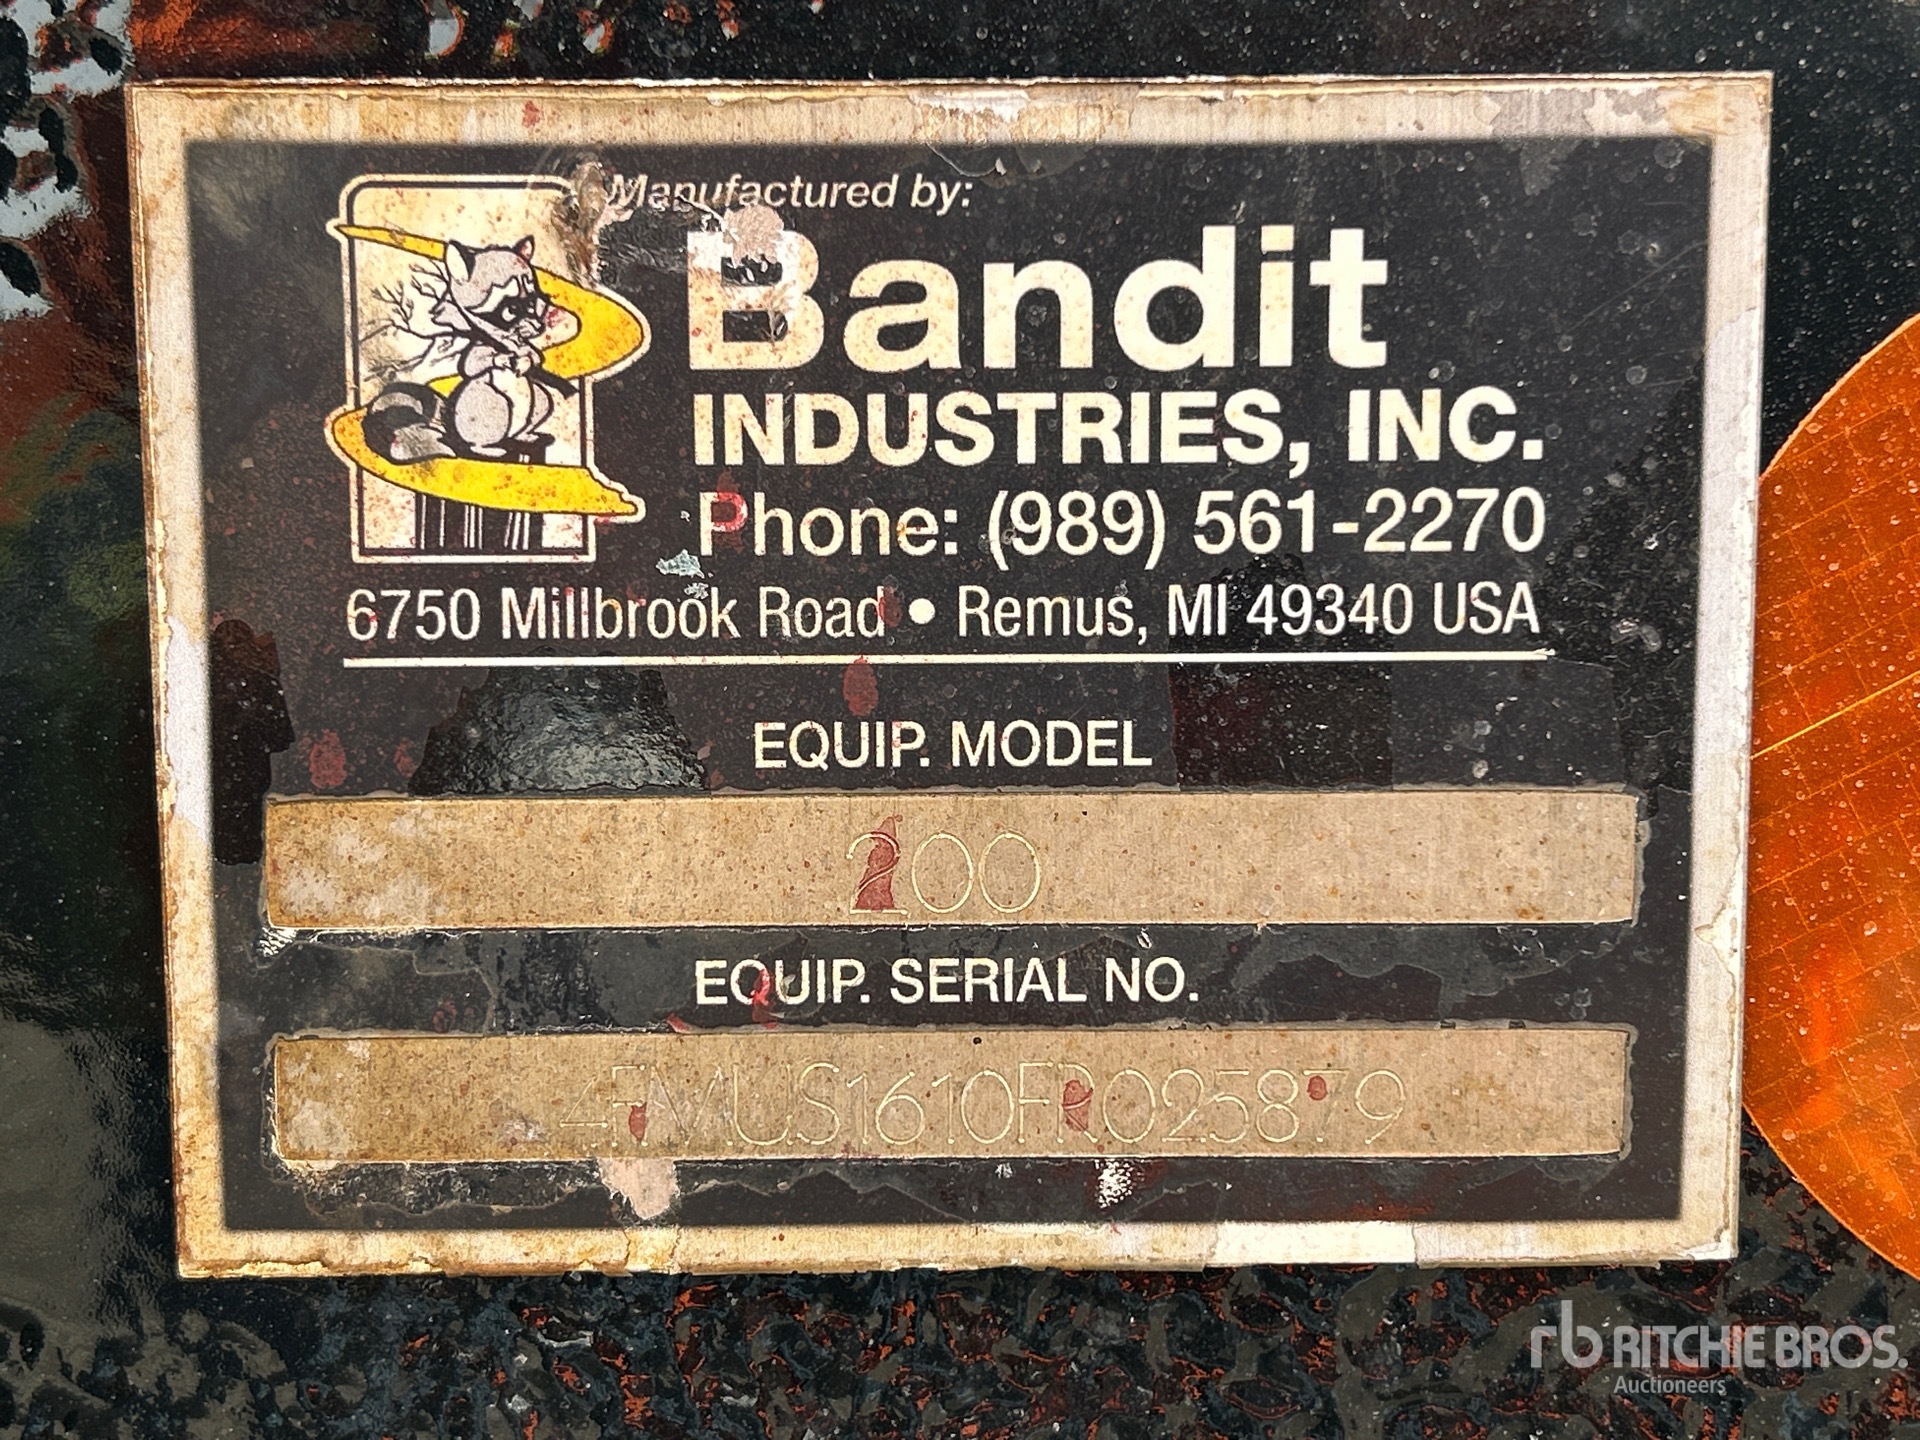 Manufactured by:
Bandit
INDUSTRIES, INC.
Phone: (989) 561-2270
6750 Millbrook Road • Remus, MI 49340 USA
EQUIP. MODEL
200
EQUIP. SERIAL NO.
4FMUS1610FR025879
rb RITCHIE BROS.
Auctioneers